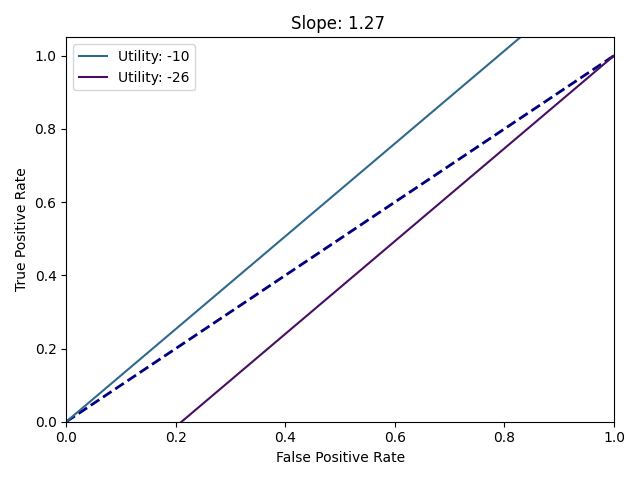 Slope: 1.27
Utility: -10
Utility: -26
1.0
0.8
0.6
0.4
0.2
0.0
True Positive Rate
0.0 0.2 0.4 0.6 0.8 1.0
False Positive Rate